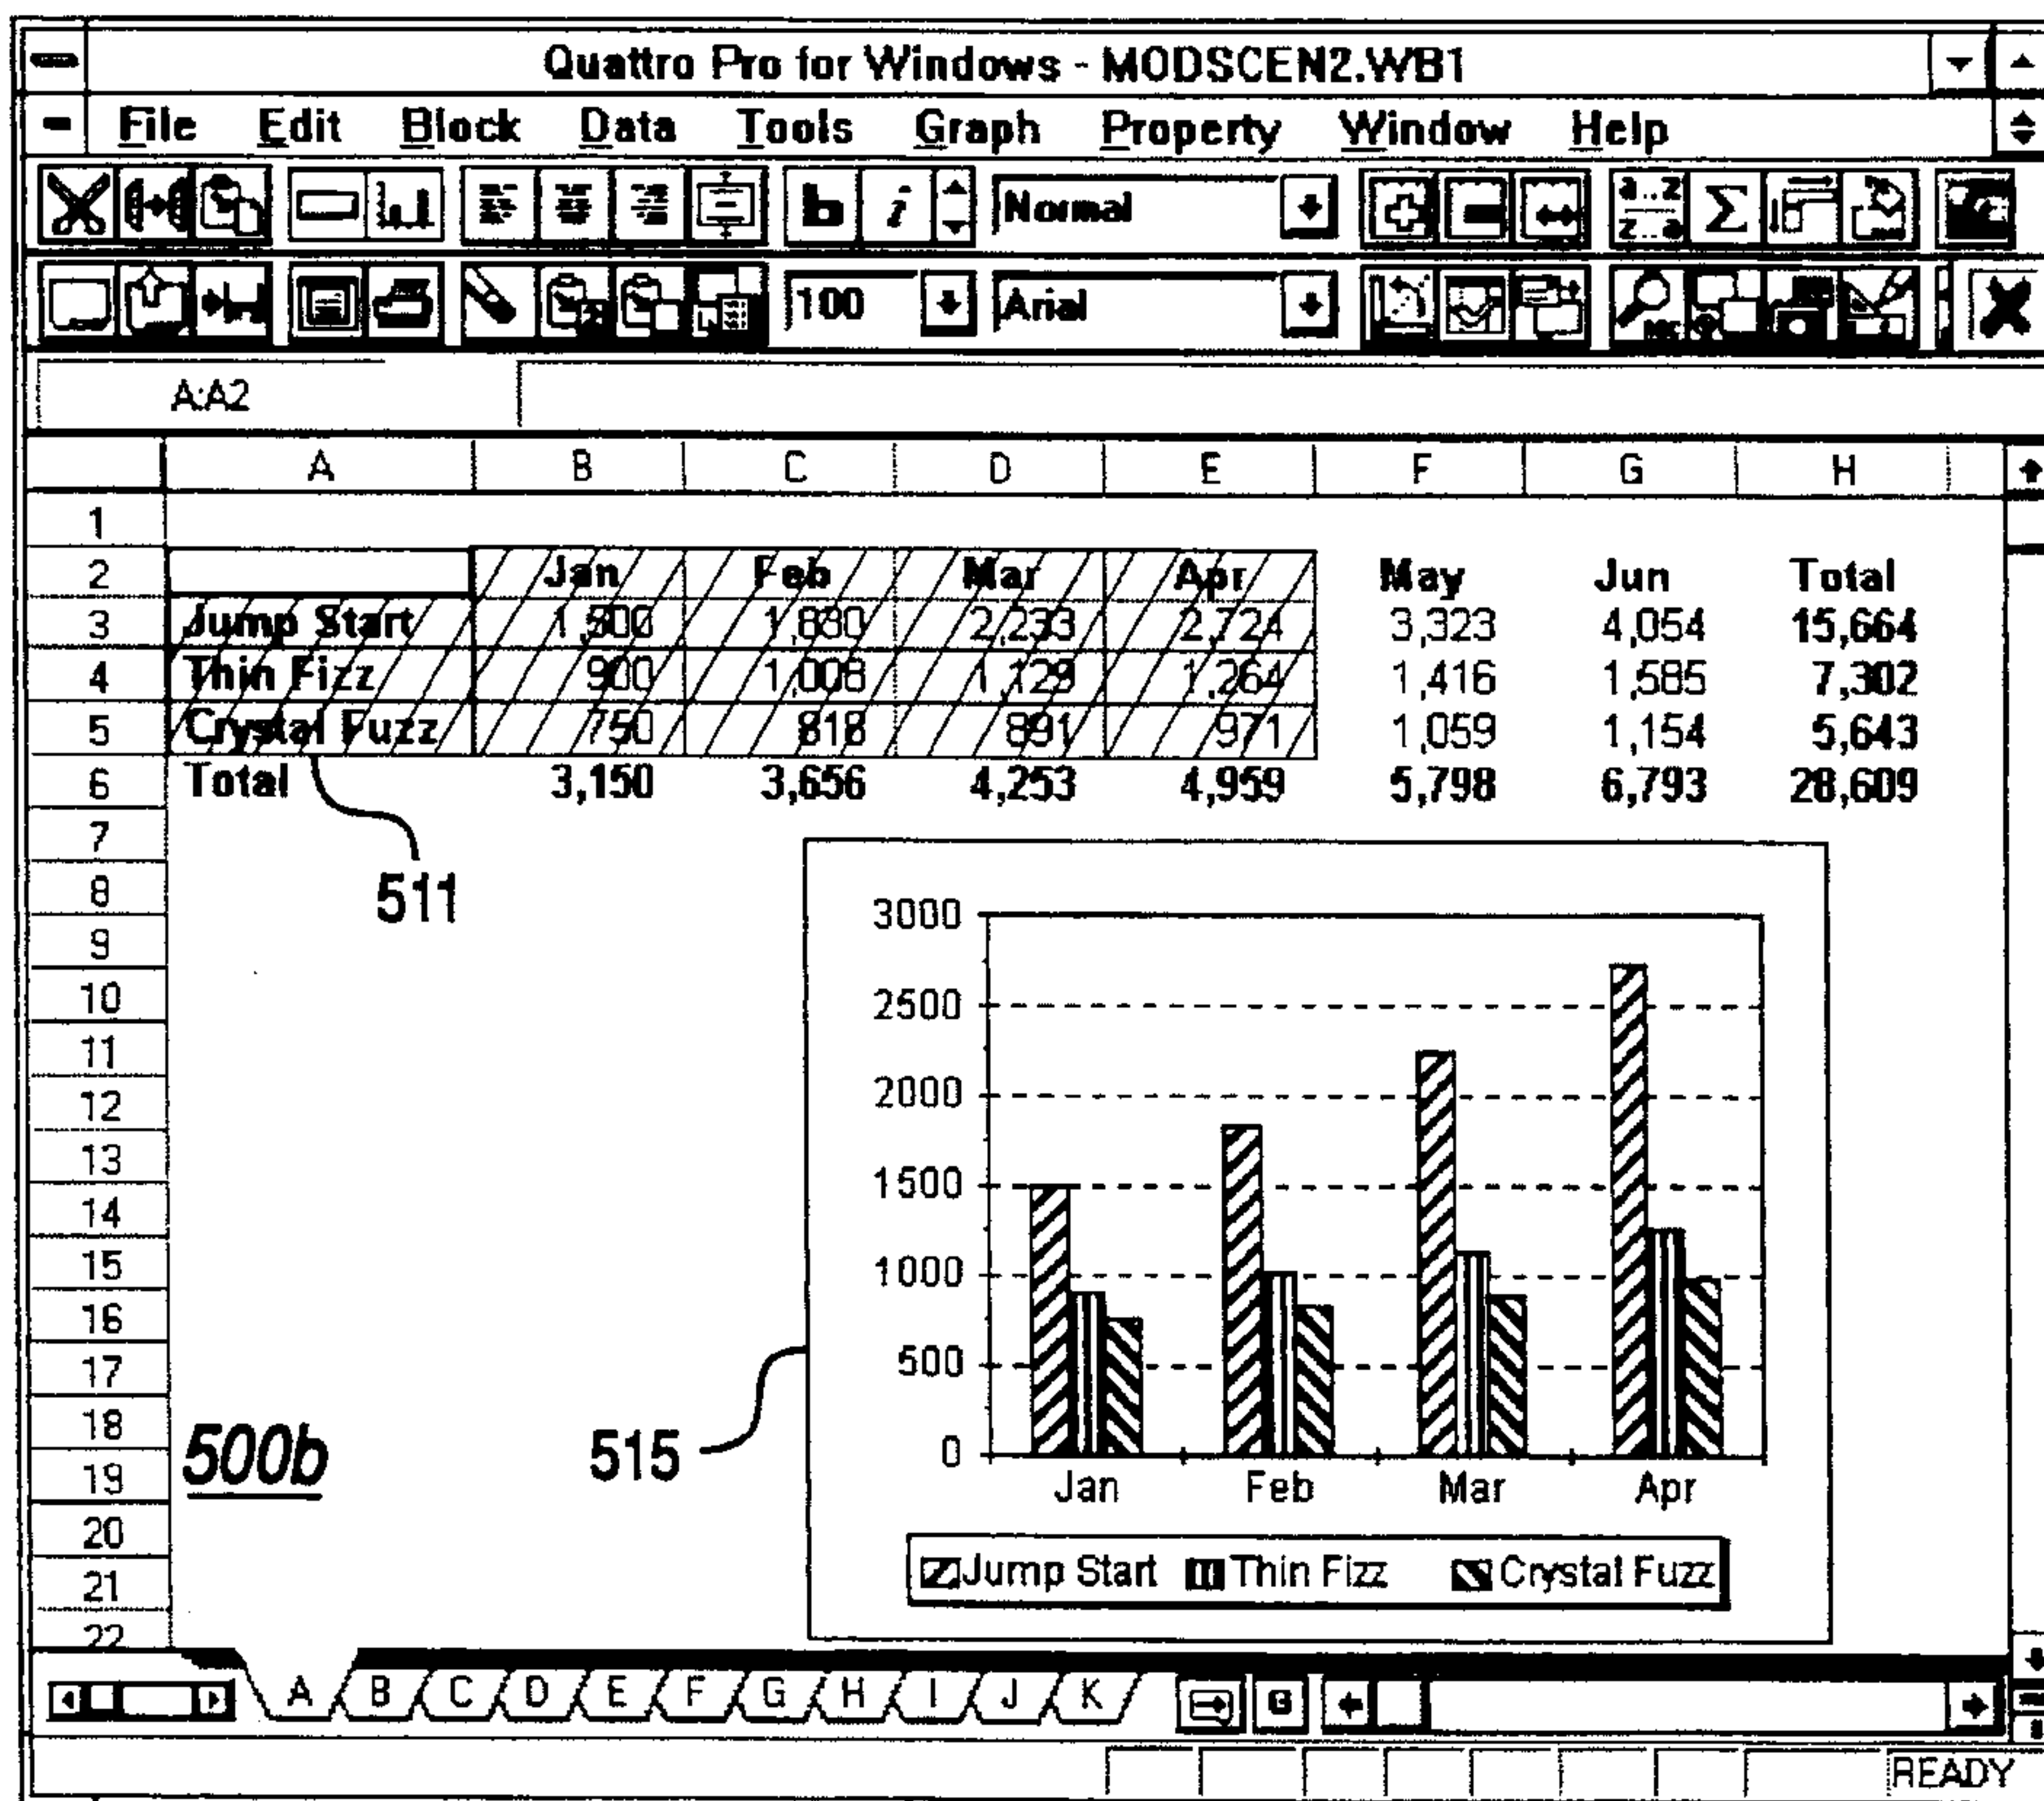 Quattro Pro for Windows - MODSCEN2.WB1
File Edit Block Data Tools Graph Property Window Help
b i Normal a..z z..a Σ
100 Arial
A:A2
A B C D E F G H
1
2 Jan Feb Mar Apr May Jun Total
3 Jump Start 1,500 1,830 2,233 2,724 3,323 4,054 15,664
4 Thin Fizz 900 1,008 1,129 1,264 1,416 1,585 7,302
5 Crystal Fuzz 750 818 891 971 1,059 1,154 5,643
6 Total 3,150 3,656 4,253 4,959 5,798 6,793 28,609
7
8 511
9 3000
10 2500
11
12 2000
13
14 1500
15 1000
16
17 500
18 500b 515 0
19 Jan Feb Mar Apr
20
21 Jump Start Thin Fizz Crystal Fuzz
22
A B C D E F G H I J K G
READY